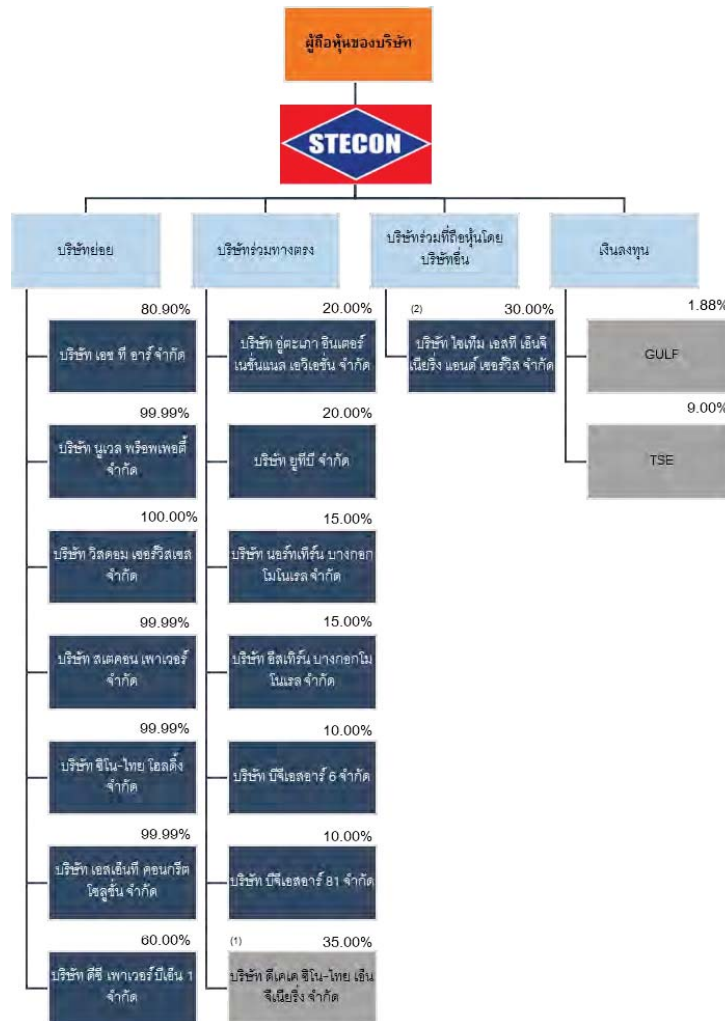 ผู้ถือหุ้นของบริษัท
STECON
บริษัทย่อย
บริษัทร่วมทางตรง
บริษัทร่วมที่ถือหุ้นโดย
บริษัทอื่น
เงินลงทุน
80.90%
บริษัท เอช ที อาร์ จำกัด
99.99%
บริษัท นูเวล พร็อพเพอตี้
จำกัด
100.00%
บริษัท วิสดอม เซอร์วิสเซส
จำกัด
99.99%
บริษัท สเตคอน เพาเวอร์
จำกัด
99.99%
บริษัท ซิโน-ไทย โฮลดิ้ง
จำกัด
99.99%
บริษัท เอสเอ็นที คอนกรีต
โซลูชั่น จำกัด
60.00%
บริษัท ดีซี เพาเวอร์ บีเอ็น 1
จำกัด
20.00%
บริษัท อู่ตะเภา อินเตอร์
เนชั่นแนล เอวิเอชั่น จำกัด
20.00%
บริษัท ยูทีบี จำกัด
15.00%
บริษัท นอร์ทเทิร์น บางกอก
โมโนเรล จำกัด
15.00%
บริษัท อีสเทิร์น บางกอกโม
โนเรล จำกัด
10.00%
บริษัท บีจีเอสอาร์ 6 จำกัด
10.00%
บริษัท บีจีเอสอาร์ 81 จำกัด
(1) 35.00%
บริษัท ดีเคเค ซิโน-ไทย เอ็น
จิเนียริ่ง จำกัด
(2) 30.00%
บริษัท ไซเท็ม เอสที เอ็นจิ
เนียริ่ง แอนด์ เซอร์วิส จำกัด
1.88%
GULF
9.00%
TSE